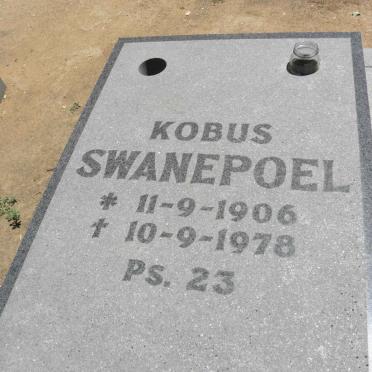 KOBUS
SWANEPOEL
* 11-9-1906
† 10-9-1978
Ps. 23